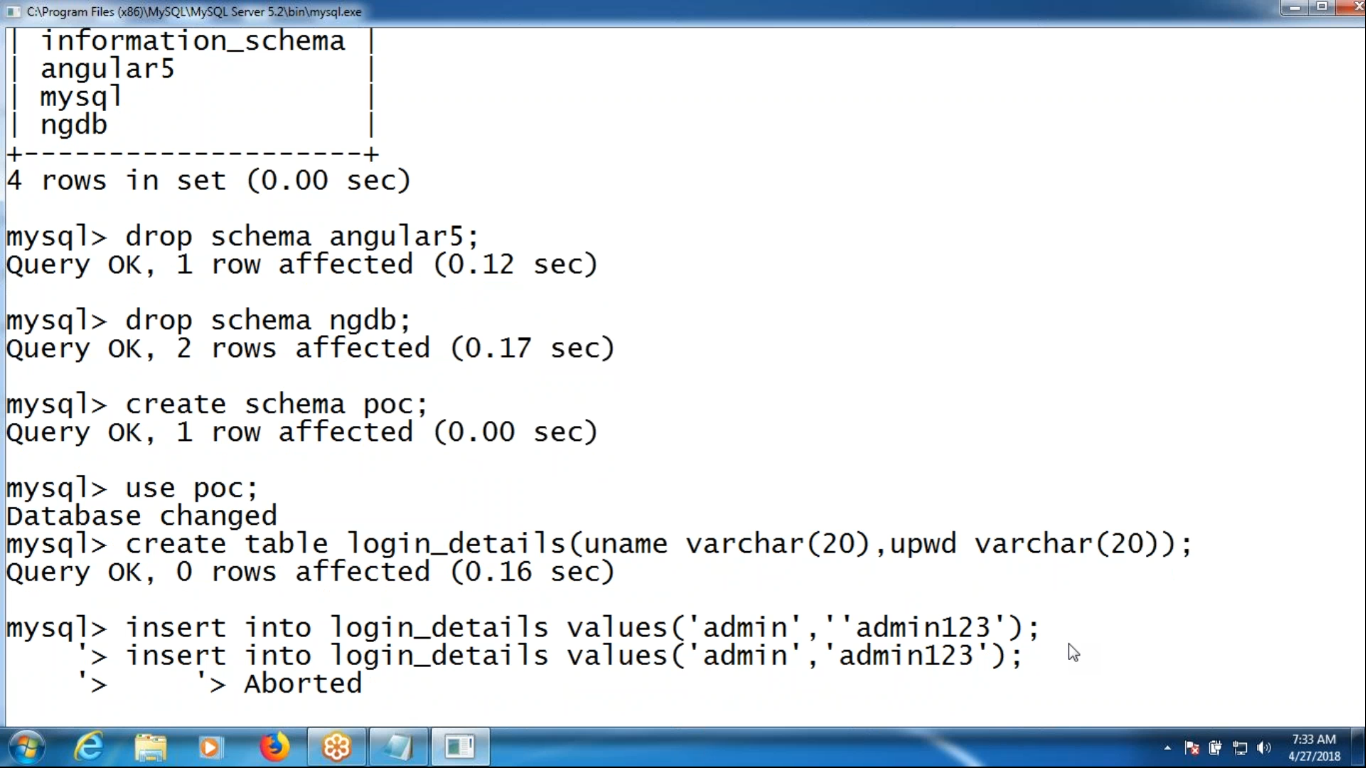 C:\Program Files (x86)\MySQL\MySQL Server 5.2\bin\mysql.exe
| information_schema |
| angular5           |
| mysql              |
| ngdb               |
+--------------------+
4 rows in set (0.00 sec)
mysql> drop schema angular5;
Query OK, 1 row affected (0.12 sec)
mysql> drop schema ngdb;
Query OK, 2 rows affected (0.17 sec)
mysql> create schema poc;
Query OK, 1 row affected (0.00 sec)
mysql> use poc;
Database changed
mysql> create table login_details(uname varchar(20),upwd varchar(20));
Query OK, 0 rows affected (0.16 sec)
mysql> insert into login_details values('admin',''admin123');
    '> insert into login_details values('admin','admin123');
    '>      '> Aborted
7:33 AM
4/27/2018